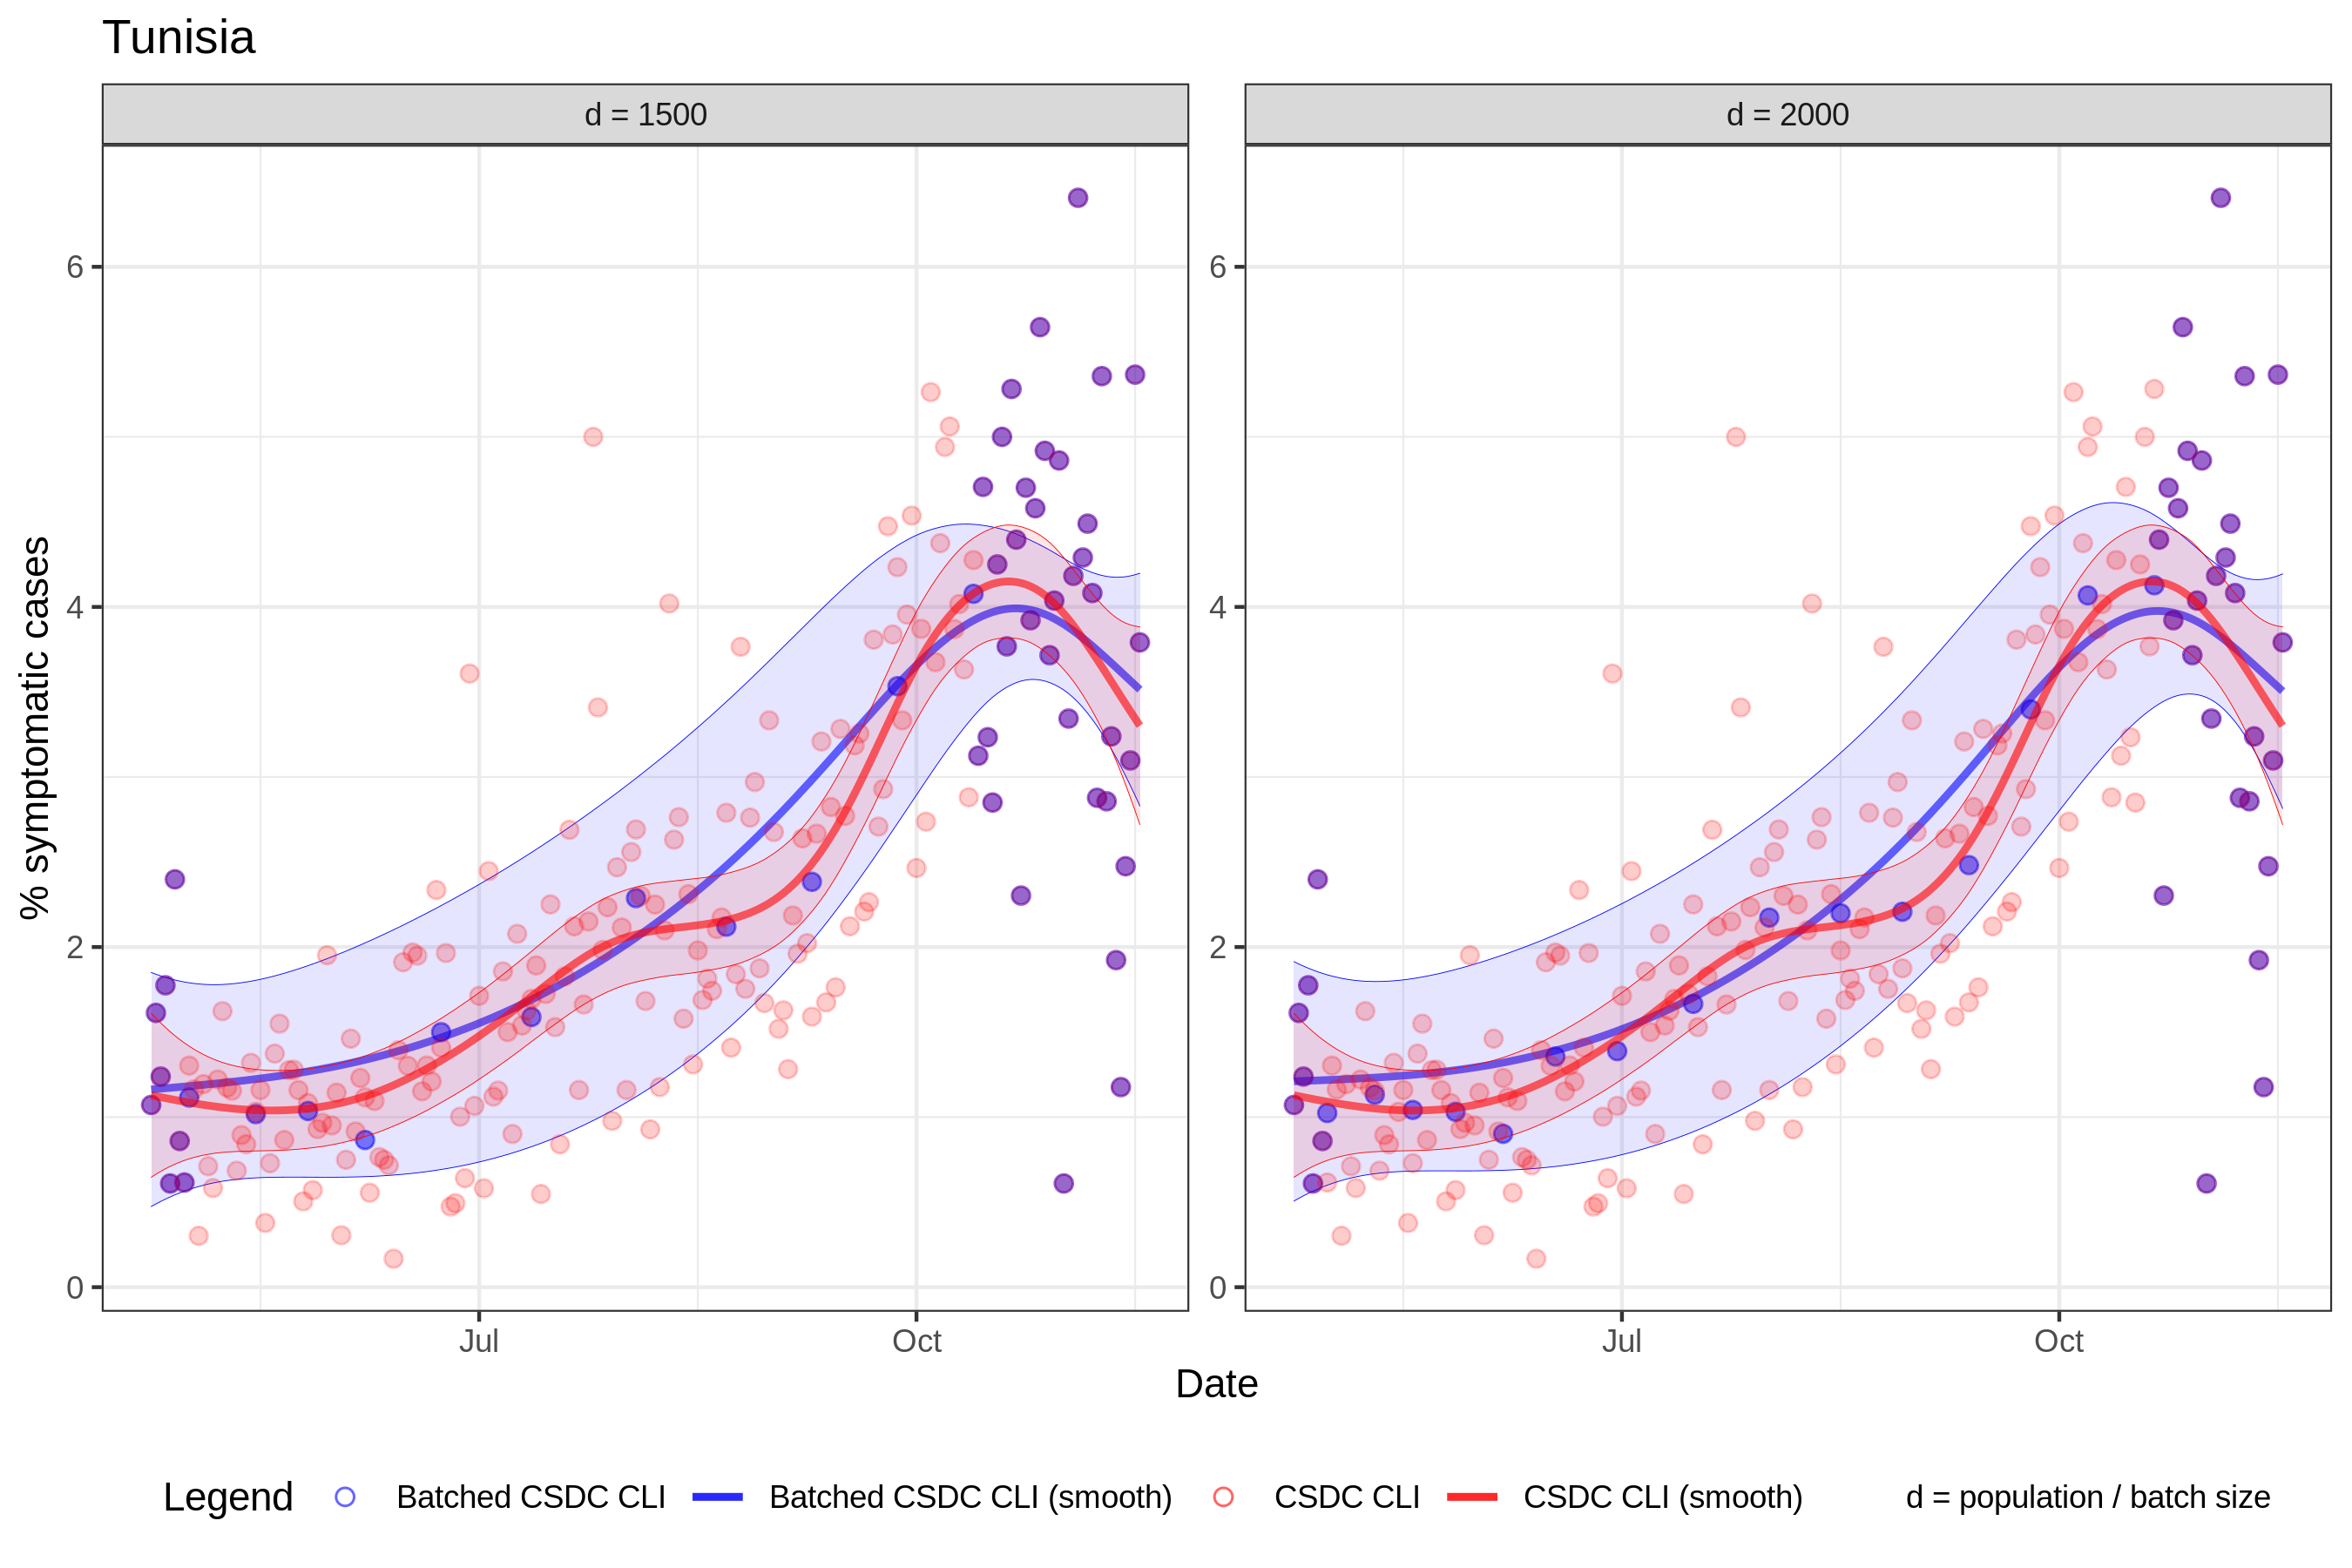 Tunisia
d = 1500
d = 2000
% symptomatic cases
6
4
2
0
6
4
2
0
Jul
Oct
Jul
Oct
Date
Legend
Batched CSDC CLI
Batched CSDC CLI (smooth)
CSDC CLI
CSDC CLI (smooth)
d = population / batch size